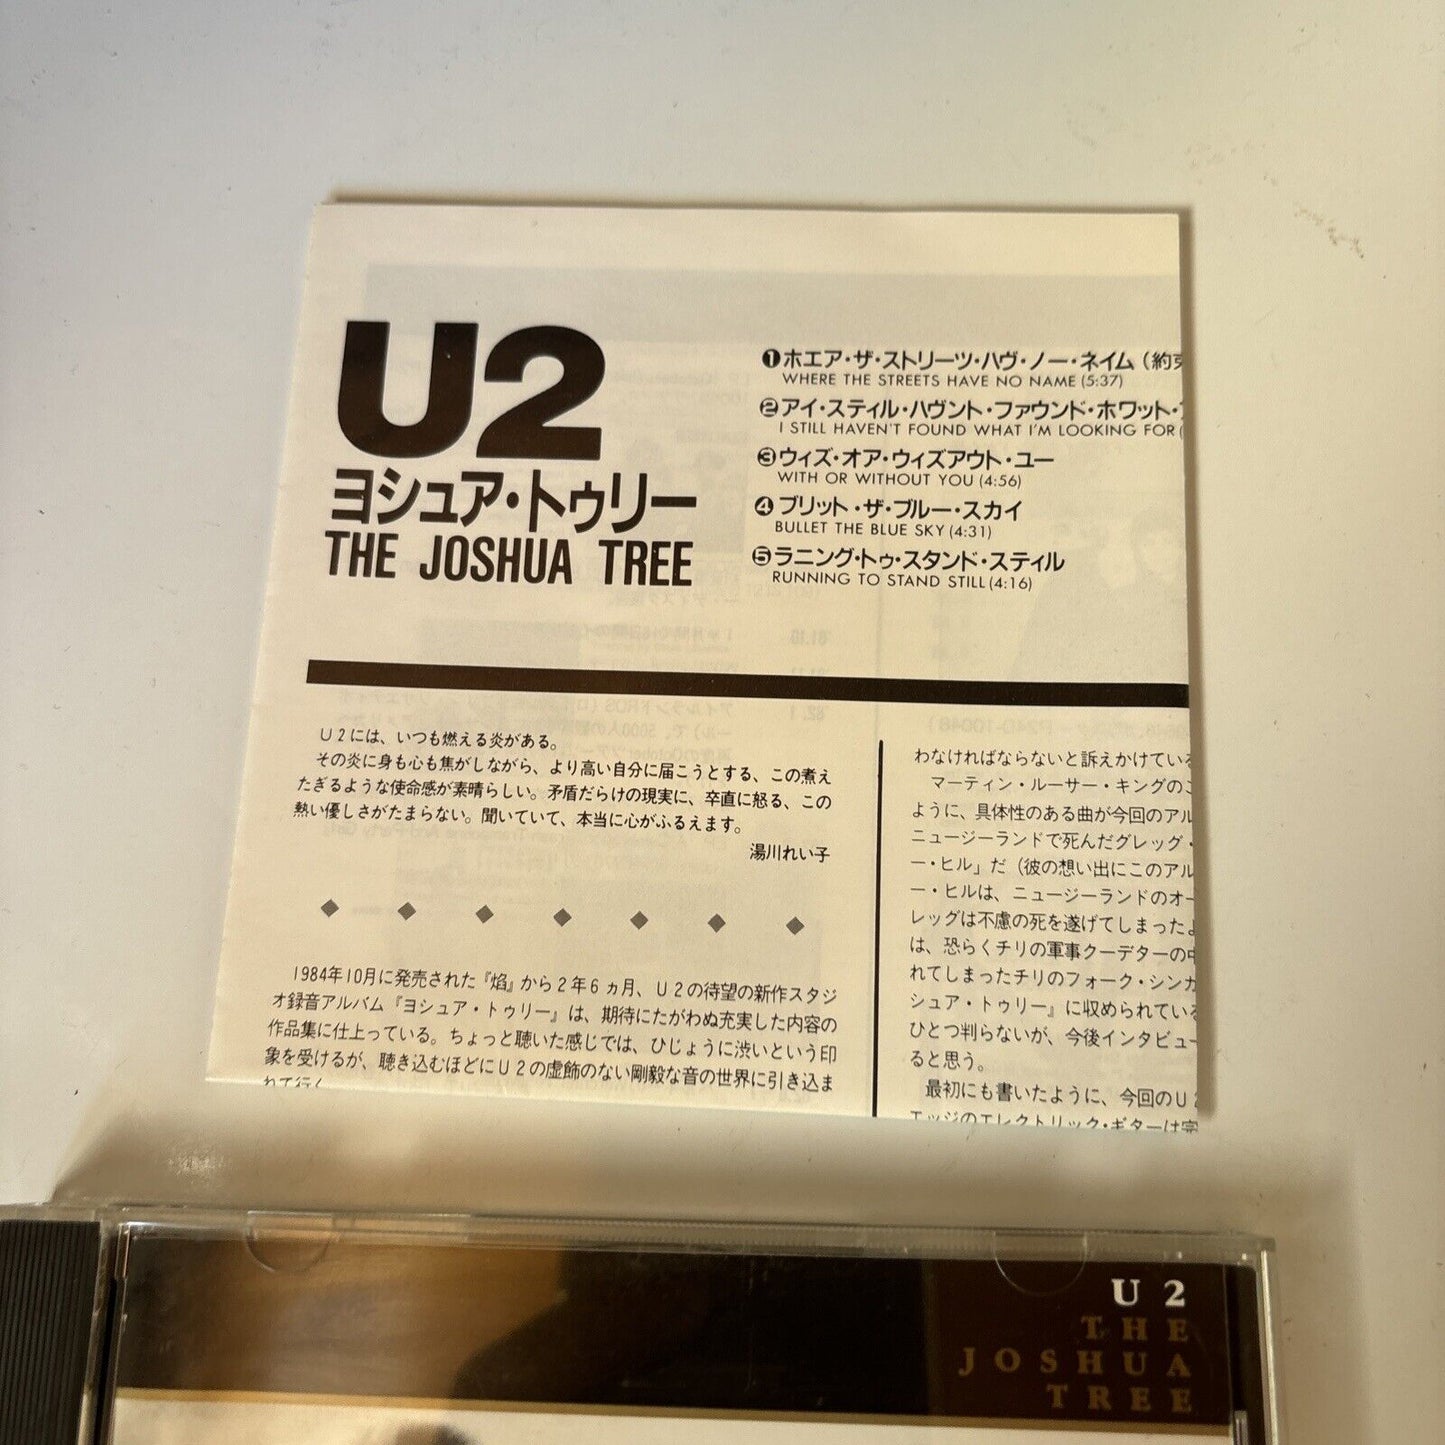 U2
ヨシュア・トゥリー
THE JOSHUA TREE
❶ホエア・ザ・ストリーツ・ハヴ・ノー・ネイム（約
WHERE THE STREETS HAVE NO NAME (5:37)
❷アイ・スティル・ハヴント・ファウンド・ホワット・
I STILL HAVEN'T FOUND WHAT I'M LOOKING FOR (
❸ウィズ・オア・ウィズアウト・ユー
WITH OR WITHOUT YOU (4:56)
❹ブリット・ザ・ブルー・スカイ
BULLET THE BLUE SKY (4:31)
❺ラニング・トゥ・スタンド・スティル
RUNNING TO STAND STILL (4:16)
U2には、いつも燃える炎がある。
その炎に身も心も焦がしながら、より高い自分に届こうとする、この煮え
たぎるような使命感が素晴らしい。矛盾だらけの現実に、卒直に怒る、この
熱い優しさがたまらない。聞いていて、本当に心がふるえます。
湯川れい子
1984年10月に発売された『焰』から2年6ヵ月、U2の待望の新作スタジ
オ録音アルバム『ヨシュア・トゥリー』は、期待にたがわぬ充実した内容の
作品集に仕上っている。ちょっと聴いた感じでは、ひじょうに渋いという印
象を受けるが、聴き込むほどにU2の虚飾のない剛毅な音の世界に引き込ま
れて行く
わなければならないと訴えかけている
マーティン・ルーサー・キングのこ
ように、具体性のある曲が今回のアル
ニュージーランドで死んだグレッグ・
ー・ヒル」だ（彼の想い出にこのアル
ー・ヒルは、ニュージーランドのオー
レッグは不慮の死を遂げてしまったよ
は、恐らくチリの軍事クーデターの中
れてしまったチリのフォーク・シンガ
シュア・トゥリー』に収められている
ひとつ判らないが、今後インタビュー
ると思う。
最初にも書いたように、今回のU2
エッジのエレクトリック・ギターは完
U2
THE
JOSHUA
TREE